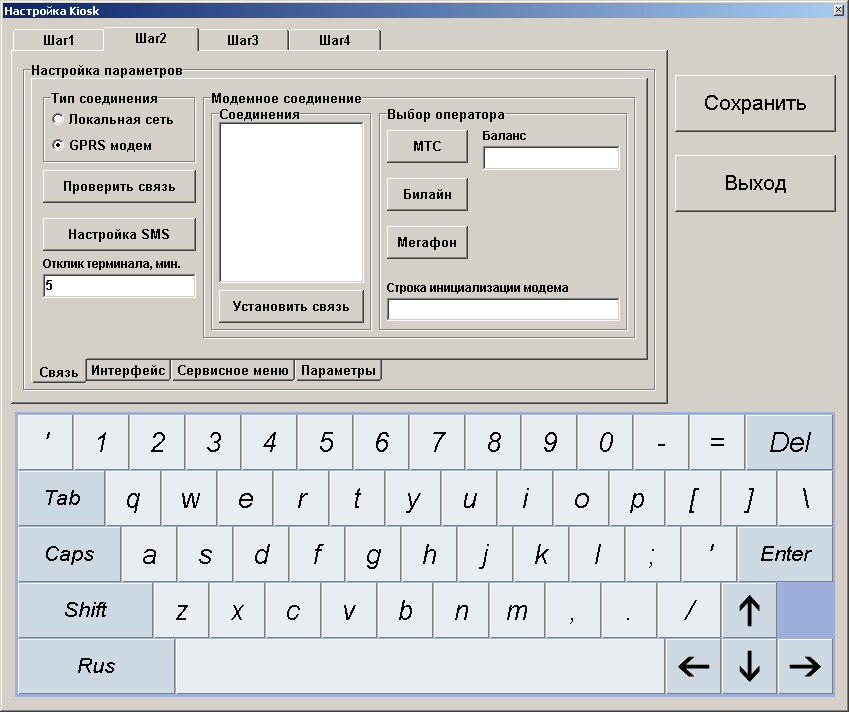 Настройка Kiosk
Шаг1 Шаг2 Шаг3 Шаг4
Настройка параметров
Тип соединения
Локальная сеть
GPRS модем
Проверить связь
Настройка SMS
Отклик терминала, мин.
5
Модемное соединение
Соединения
Установить связь
Выбор оператора
МТС
Баланс
Билайн
Мегафон
Строка инициализации модема
Связь Интерфейс Сервисное меню Параметры
Сохранить
Выход
' 1 2 3 4 5 6 7 8 9 0 - = Del
Tab q w e r t y u i o p [ ] \
Caps a s d f g h j k l ; ' Enter
Shift z x c v b n m , . / ↑
Rus ← ↓ →